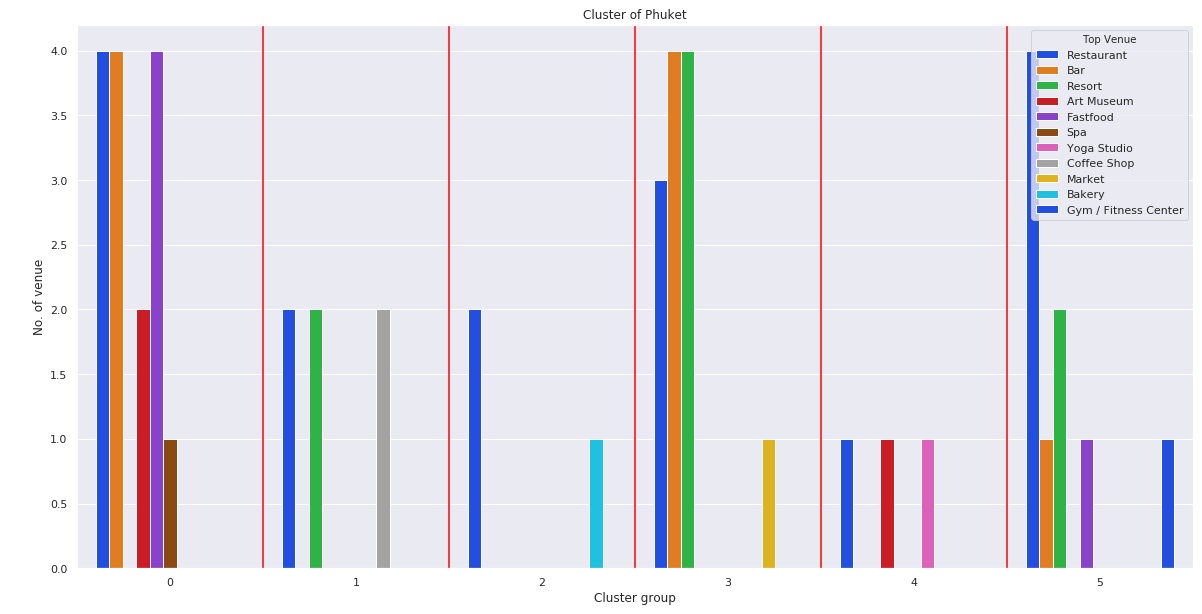 Cluster of Phuket
No. of venue
4.0
3.5
3.0
2.5
2.0
1.5
1.0
0.5
0.0
Top Venue
Restaurant
Bar
Resort
Art Museum
Fastfood
Spa
Yoga Studio
Coffee Shop
Market
Bakery
Gym / Fitness Center
0 1 2 3 4 5
Cluster group